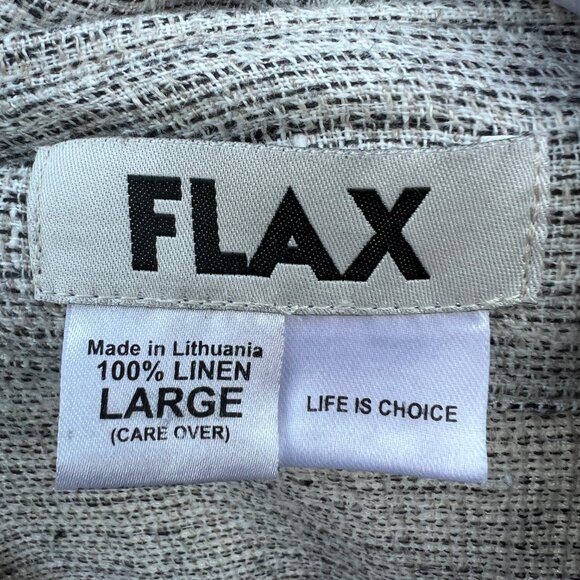 FLAX
Made in Lithuania
100% LINEN
LARGE
(CARE OVER)
LIFE IS CHOICE